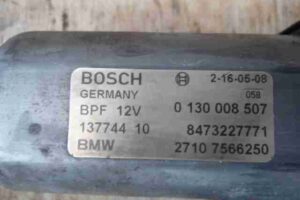 BOSCH 2-16-05-08
GERMANY 058
BPF 12V 0 130 008 507
137744 10 8473227771
BMW 2710 7566250